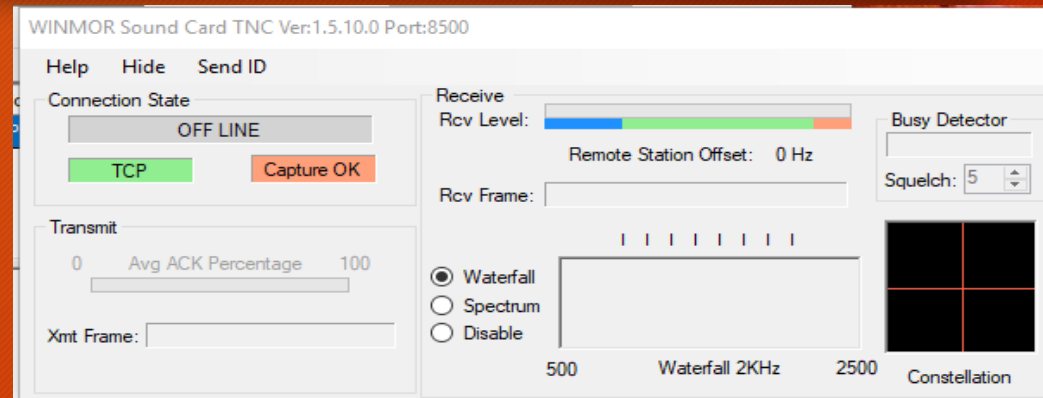 WINMOR Sound Card TNC Ver:1.5.10.0 Port:8500
Help Hide Send ID
Connection State
OFF LINE
TCP Capture OK
Receive
Rcv Level:
Remote Station Offset: 0 Hz
Rcv Frame:
Busy Detector
Squelch: 5
Transmit
0 Avg ACK Percentage 100
Xmt Frame:
Waterfall
Spectrum
Disable
500 Waterfall 2KHz 2500
Constellation